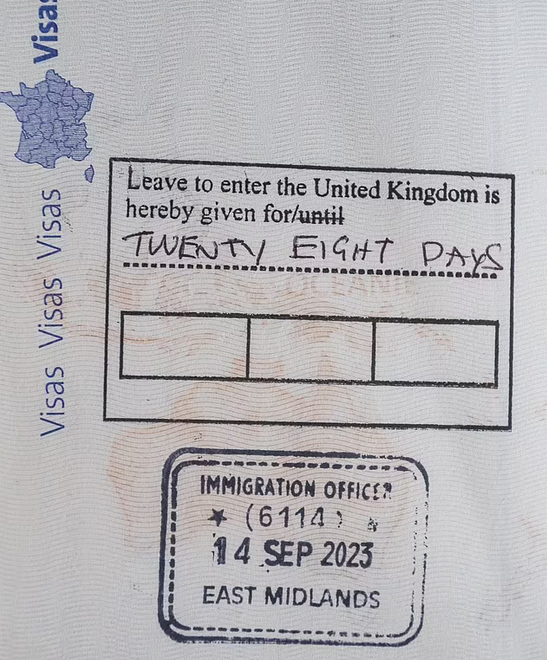 Visas
Visas Visas Visas
Leave to enter the United Kingdom is
hereby given for/until
TWENTY EIGHT DAYS
OCEANIE
IMMIGRATION OFFICER
★ (6114)
14 SEP 2023
EAST MIDLANDS